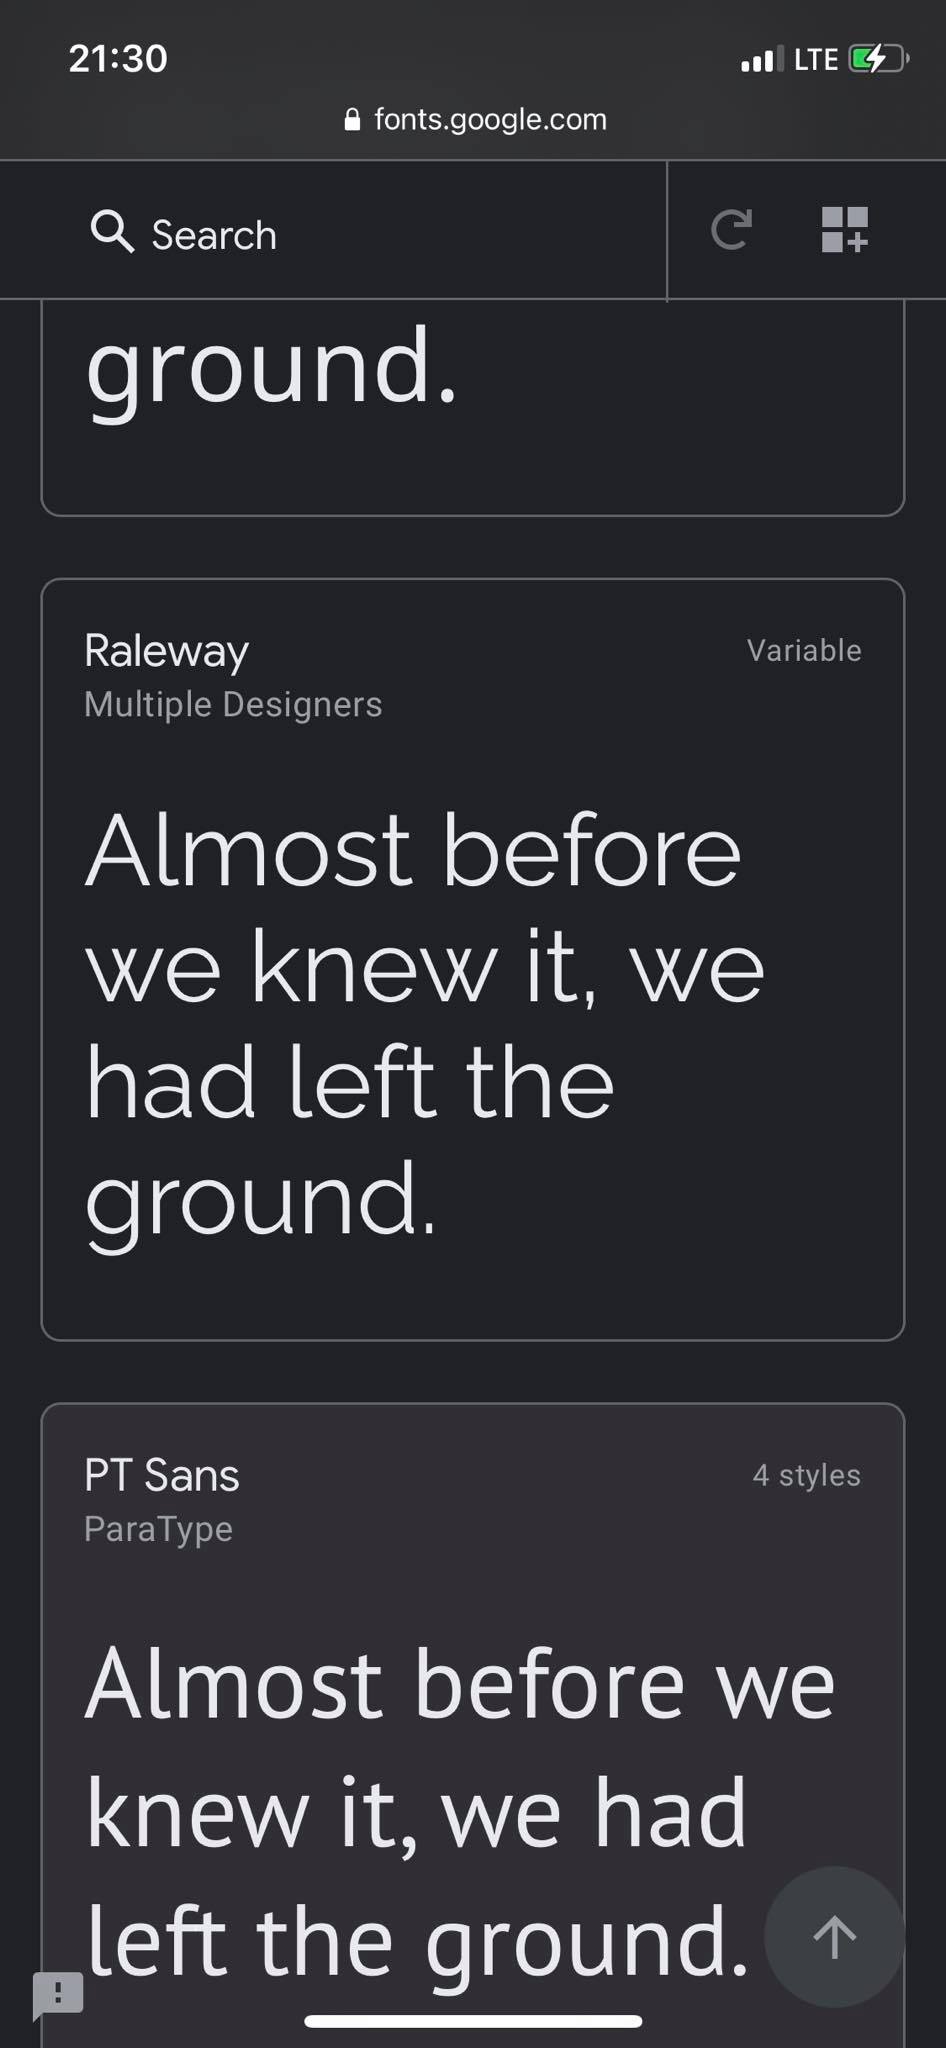 21:30
LTE
fonts.google.com
Search
ground.
Raleway
Variable
Multiple Designers
Almost before
we knew it, we
had left the
ground.
PT Sans
4 styles
ParaType
Almost before we
knew it, we had
left the ground.